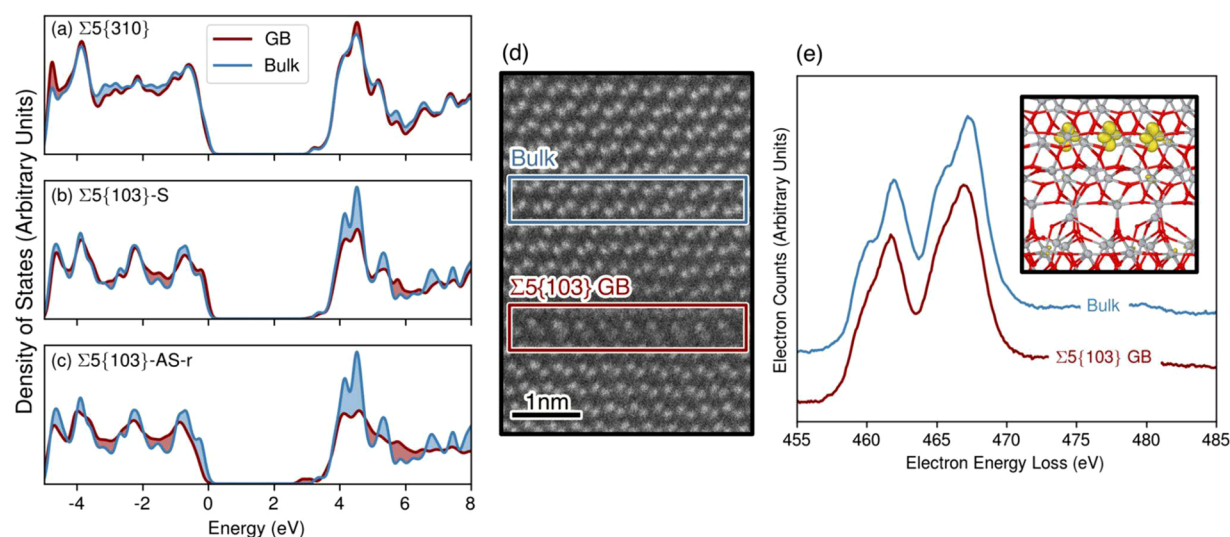 (a) Σ5{310}
GB
Bulk
(b) Σ5{103}-S
(c) Σ5{103}-AS-r
Density of States (Arbitrary Units)
-4 -2 0 2 4 6 8
Energy (eV)
(d)
Bulk
Σ5{103} GB
1nm
(e)
Electron Counts (Arbitrary Units)
Bulk
Σ5{103} GB
455 460 465 470 475 480 485
Electron Energy Loss (eV)